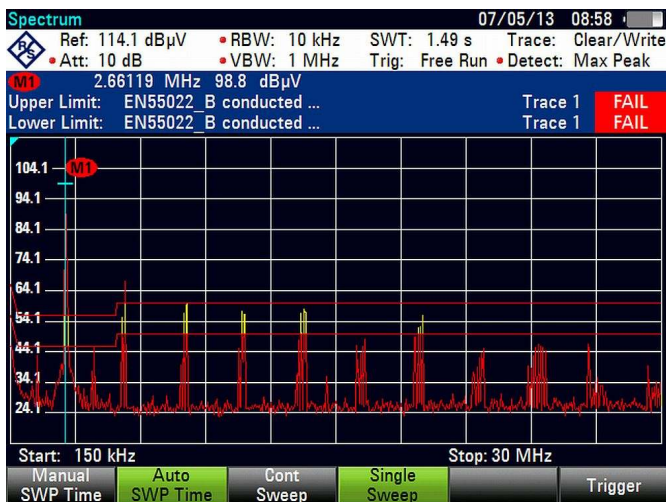 Spectrum 07/05/13 08:58
R&S Ref: 114.1 dBµV RBW: 10 kHz SWT: 1.49 s Trace: Clear/Write
Att: 10 dB VBW: 1 MHz Trig: Free Run Detect: Max Peak
M1 2.66119 MHz 98.8 dBµV
Upper Limit: EN55022_B conducted ... Trace 1 FAIL
Lower Limit: EN55022_B conducted ... Trace 1 FAIL
104.1 M1
94.1
84.1
74.1
64.1
54.1
44.1
34.1
24.1
Start: 150 kHz Stop: 30 MHz
Manual SWP Time
Auto SWP Time
Cont Sweep
Single Sweep
Trigger